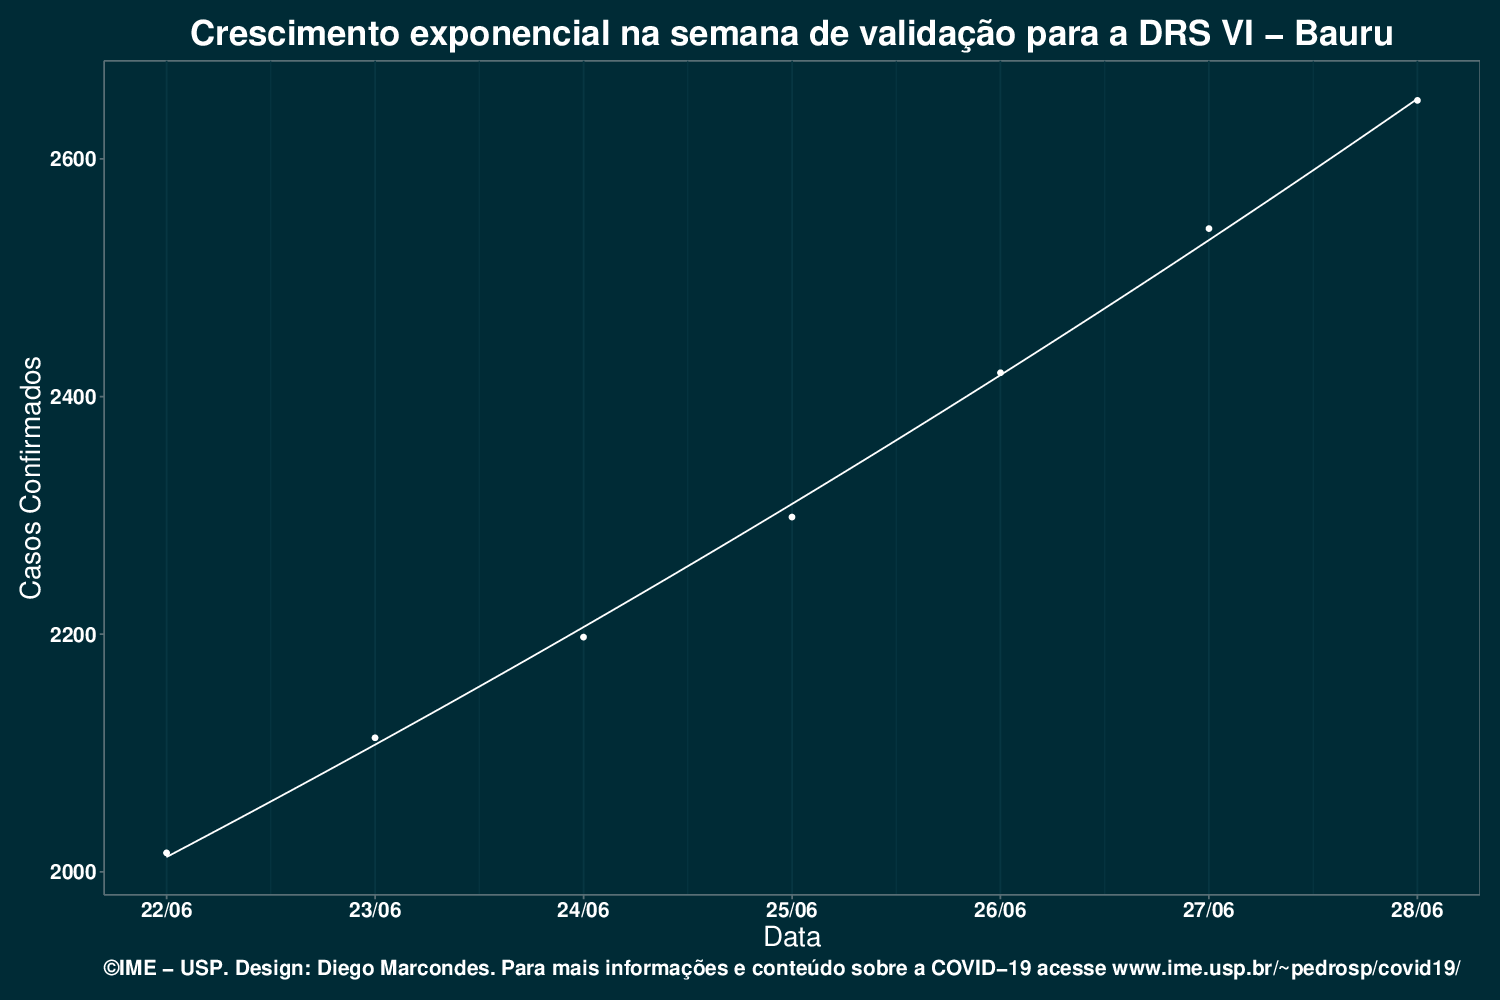 Crescimento exponencial na semana de validação para a DRS VI – Bauru
Casos Confirmados
2600
2400
2200
2000
22/06 23/06 24/06 25/06 26/06 27/06 28/06
Data
©IME – USP. Design: Diego Marcondes. Para mais informações e conteúdo sobre a COVID–19 acesse www.ime.usp.br/~pedrosp/covid19/